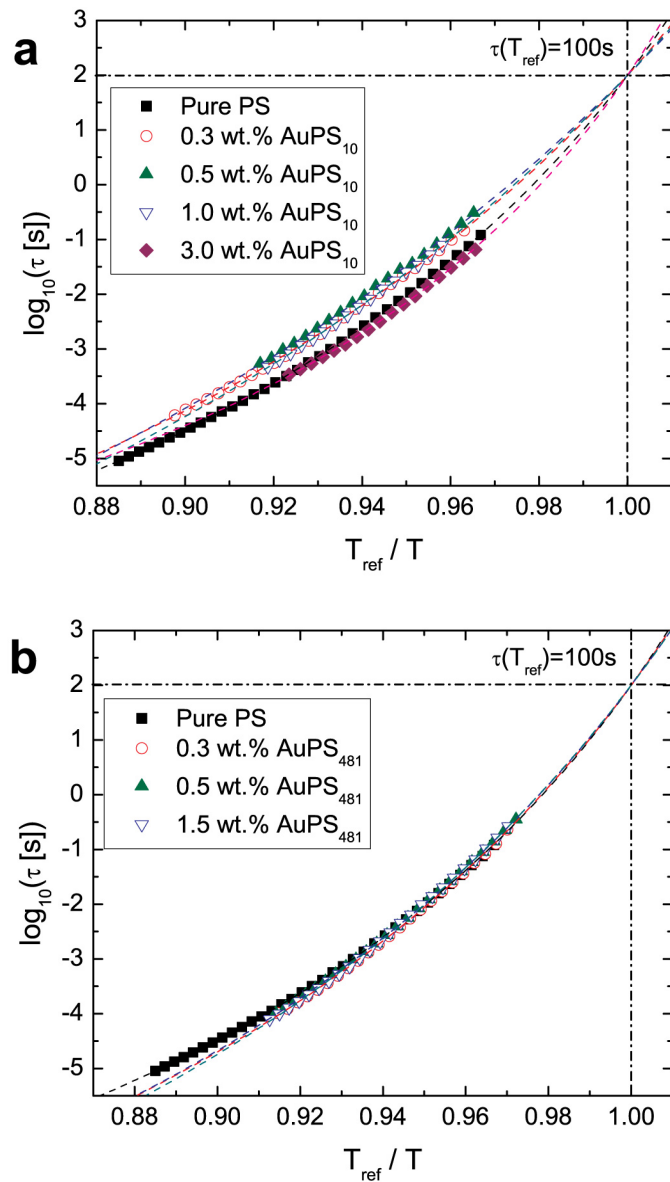 a
τ(T_ref)=100s
Pure PS
0.3 wt.% AuPS_10
0.5 wt.% AuPS_10
1.0 wt.% AuPS_10
3.0 wt.% AuPS_10
log_10(τ [s])
3
2
1
0
-1
-2
-3
-4
-5
0.88 0.90 0.92 0.94 0.96 0.98 1.00
T_ref / T
b
τ(T_ref)=100s
Pure PS
0.3 wt.% AuPS_481
0.5 wt.% AuPS_481
1.5 wt.% AuPS_481
log_10(τ [s])
3
2
1
0
-1
-2
-3
-4
-5
0.88 0.90 0.92 0.94 0.96 0.98 1.00
T_ref / T